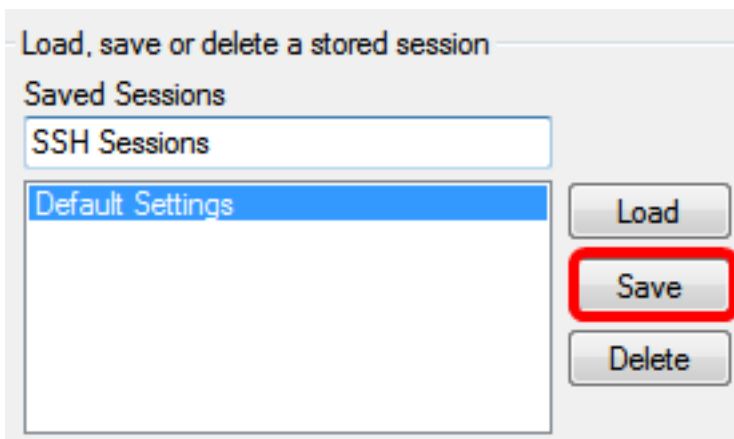 Load, save or delete a stored session
Saved Sessions
SSH Sessions
Default Settings
Load
Save
Delete